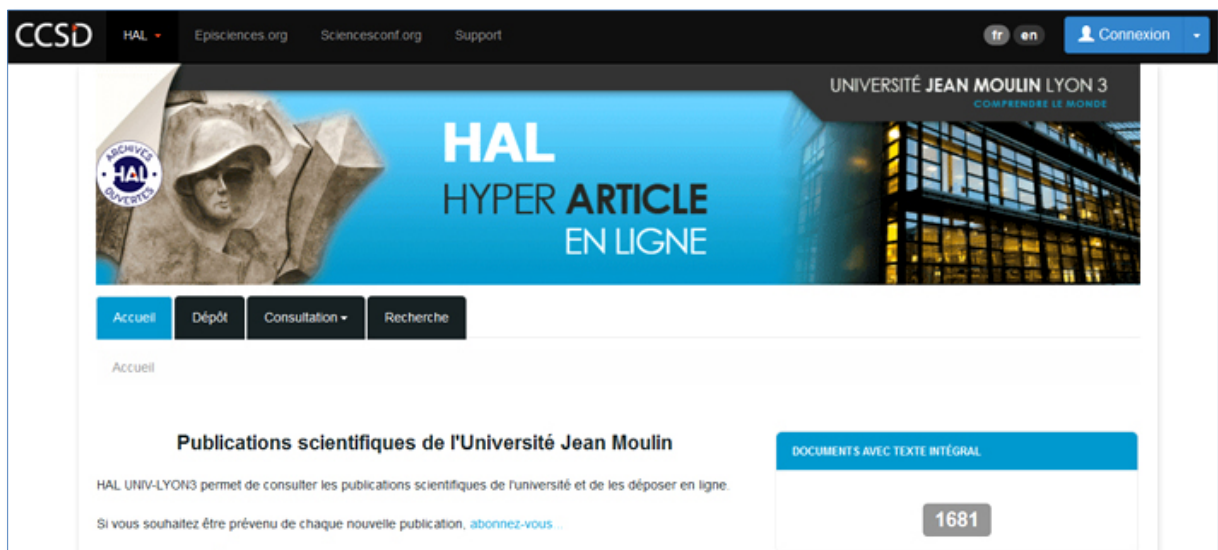 CCSD HAL Episciences.org Sciencesconf.org Support fr en Connexion
UNIVERSITÉ JEAN MOULIN LYON 3
COMPRENDRE LE MONDE
ARCHIVES
HAL
OUVERTES
HAL
HYPER ARTICLE
EN LIGNE
Accueil Dépôt Consultation Recherche
Accueil
Publications scientifiques de l'Université Jean Moulin
HAL UNIV-LYON3 permet de consulter les publications scientifiques de l'université et de les déposer en ligne.
Si vous souhaitez être prévenu de chaque nouvelle publication, abonnez-vous...
DOCUMENTS AVEC TEXTE INTÉGRAL
1681